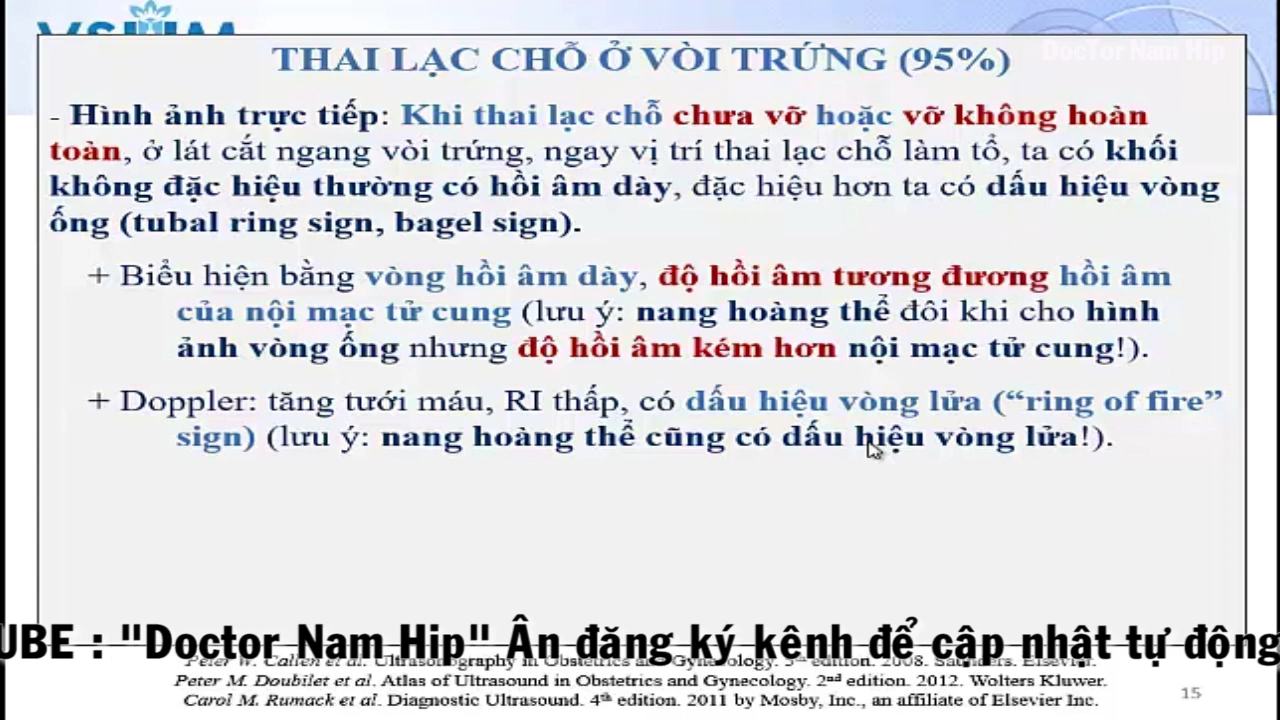 THAI LẠC CHỖ Ở VÒI TRỨNG (95%)
DocTor Nam Hip
- Hình ảnh trực tiếp: Khi thai lạc chỗ chưa vỡ hoặc vỡ không hoàn
toàn, ở lát cắt ngang vòi trứng, ngay vị trí thai lạc chỗ làm tổ, ta có khối
không đặc hiệu thường có hồi âm dày, đặc hiệu hơn ta có dấu hiệu vòng
ống (tubal ring sign, bagel sign).
+ Biểu hiện bằng vòng hồi âm dày, độ hồi âm tương đương hồi âm
của nội mạc tử cung (lưu ý: nang hoàng thể đôi khi cho hình
ảnh vòng ống nhưng độ hồi âm kém hơn nội mạc tử cung!).
+ Doppler: tăng tưới máu, RI thấp, có dấu hiệu vòng lửa (“ring of fire”
sign) (lưu ý: nang hoàng thể cũng có dấu hiệu vòng lửa!).
UBE : "Doctor Nam Hip" Ấn đăng ký kênh để cập nhật tự động
Peter W. Callen et al. Ultrasonography in Obstetrics and Gynecology. 5th edition. 2008. Saunders. Elsevier.
Peter M. Doubilet et al. Atlas of Ultrasound in Obstetrics and Gynecology. 2nd edition. 2012. Wolters Kluwer.
Carol M. Rumack et al. Diagnostic Ultrasound. 4th edition. 2011 by Mosby, Inc., an affiliate of Elsevier Inc.
15